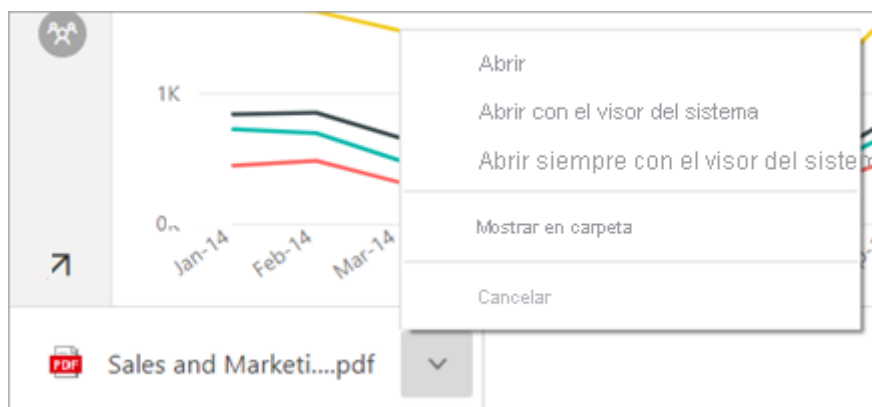 Abrir
1K
Abrir con el visor del sistema
Abrir siempre con el visor del siste
Mostrar en carpeta
Jan-14
Feb-14
Mar-14
Cancelar
PDF
Sales and Marketi....pdf